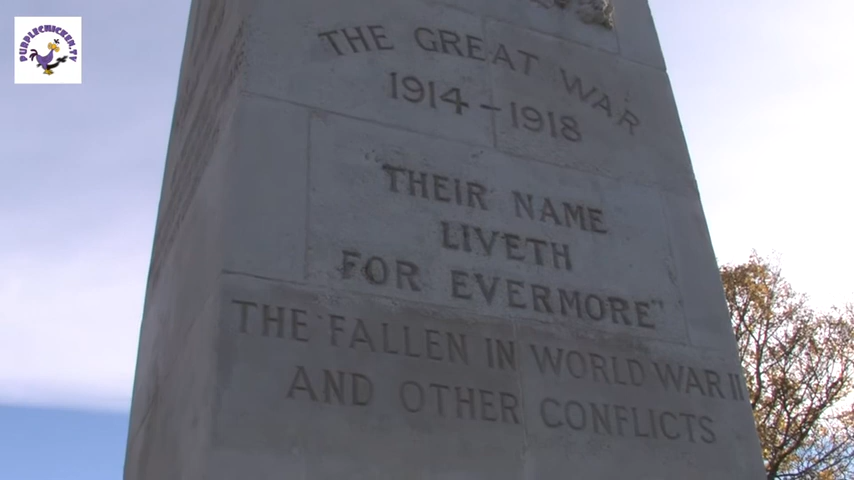 PURPLECHICKEN.TV
THE GREAT WAR
1914-1918
"THEIR NAME
LIVETH
FOR EVERMORE"
THE FALLEN IN WORLD WAR II
AND OTHER CONFLICTS